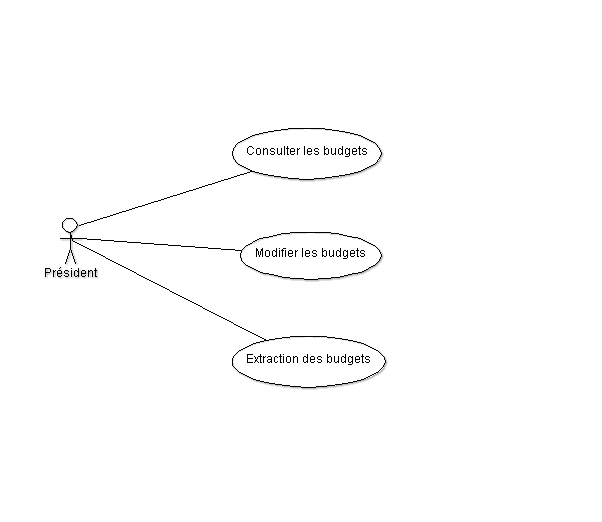 Consulter les budgets
Modifier les budgets
Président
Extraction des budgets